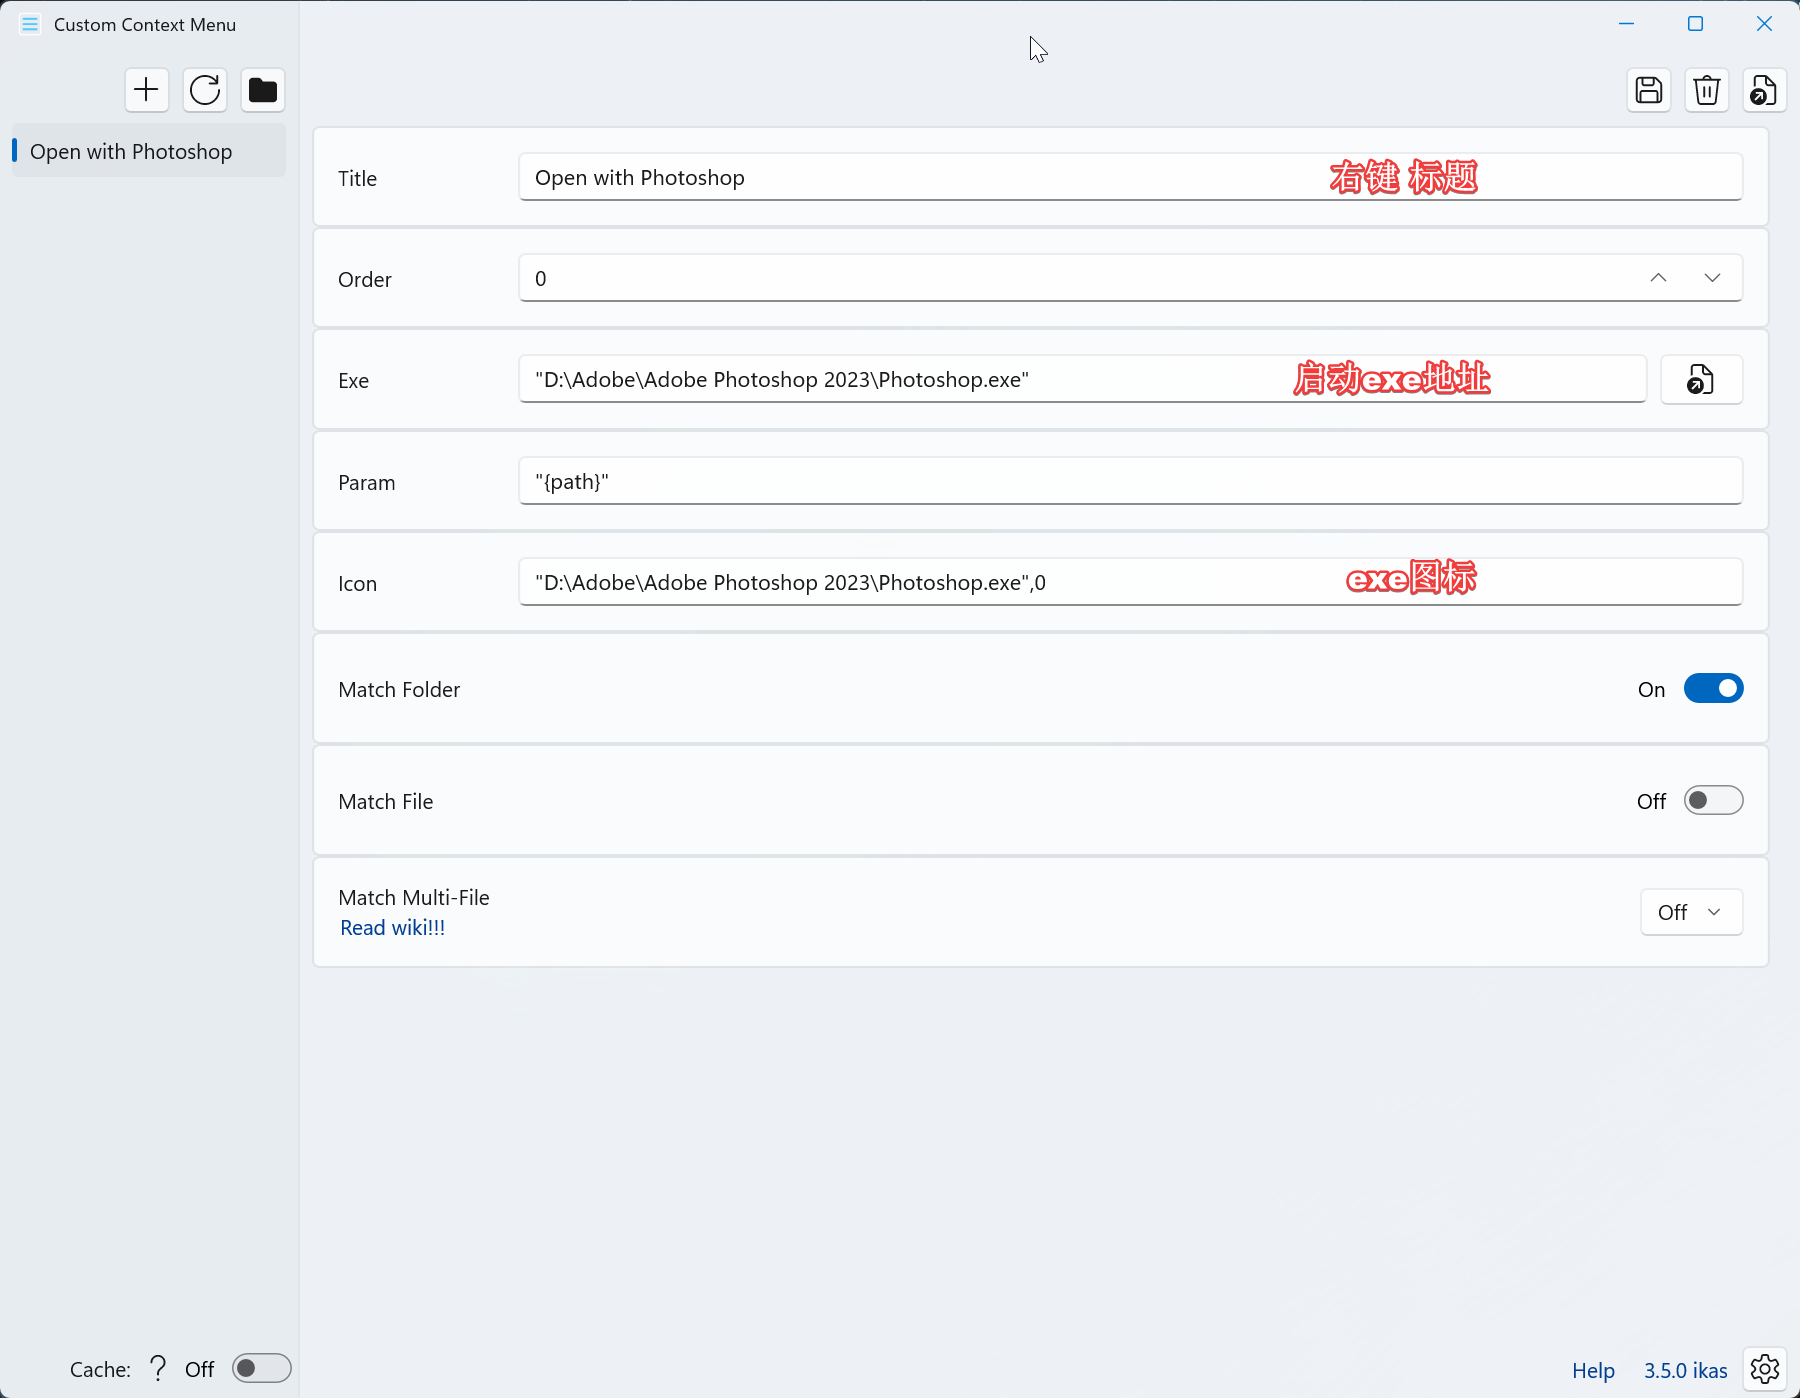 Custom Context Menu
Open with Photoshop
Title
Open with Photoshop
右键 标题
Order
0
Exe
"D:\Adobe\Adobe Photoshop 2023\Photoshop.exe"
启动exe地址
Param
"{path}"
Icon
"D:\Adobe\Adobe Photoshop 2023\Photoshop.exe",0
exe图标
Match Folder
On
Match File
Off
Match Multi-File
Read wiki!!!
Off
Cache: ? Off
Help
3.5.0 ikas